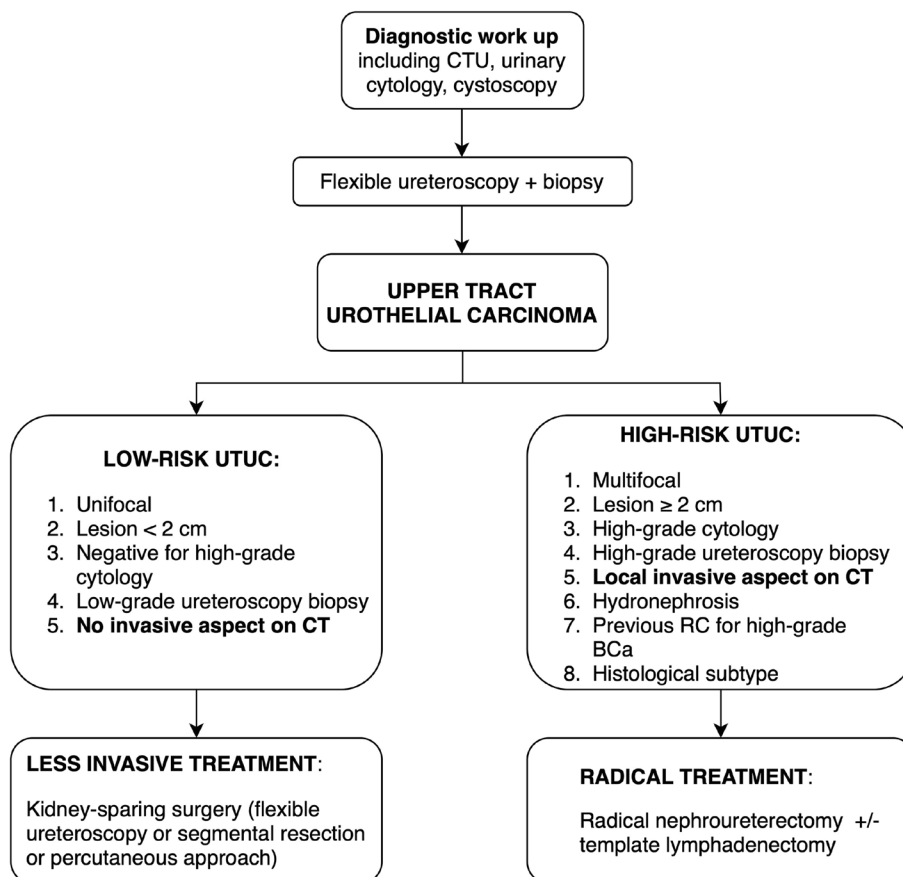 Diagnostic work up
including CTU, urinary
cytology, cystoscopy
Flexible ureteroscopy + biopsy
UPPER TRACT
UROTHELIAL CARCINOMA
LOW-RISK UTUC:
1. Unifocal
2. Lesion < 2 cm
3. Negative for high-grade
cytology
4. Low-grade ureteroscopy biopsy
5. No invasive aspect on CT
HIGH-RISK UTUC:
1. Multifocal
2. Lesion ≥ 2 cm
3. High-grade cytology
4. High-grade ureteroscopy biopsy
5. Local invasive aspect on CT
6. Hydronephrosis
7. Previous RC for high-grade
BCa
8. Histological subtype
LESS INVASIVE TREATMENT:
Kidney-sparing surgery (flexible
ureteroscopy or segmental resection
or percutaneous approach)
RADICAL TREATMENT:
Radical nephroureterectomy +/-
template lymphadenectomy